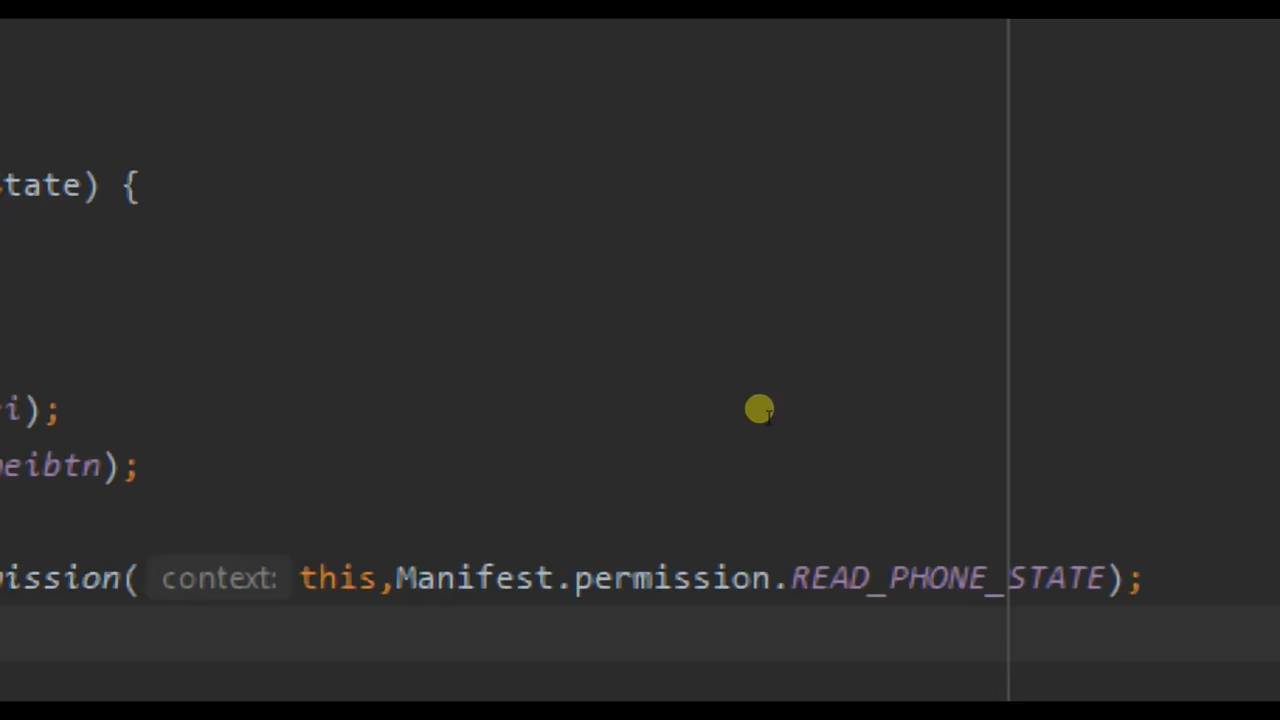 tate) {
i);
eibtn);
ission( context: this,Manifest.permission.READ_PHONE_STATE);